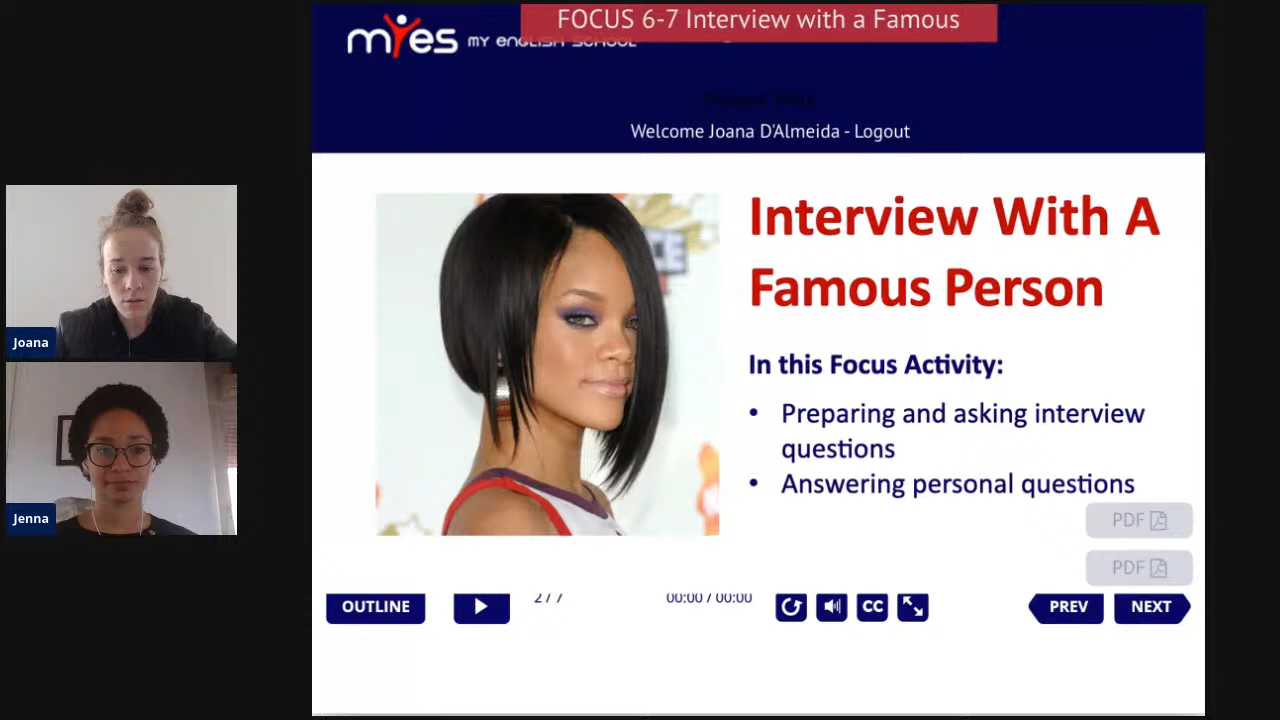 FOCUS 6-7 Interview with a Famous
myes MY ENGLISH SCHOOL
Welcome Joana D'Almeida - Logout
Joana
Jenna
Interview With A
Famous Person
In this Focus Activity:
• Preparing and asking interview
questions
• Answering personal questions
PDF
PDF
OUTLINE
2 / 7
00:00 / 00:00
CC
PREV
NEXT